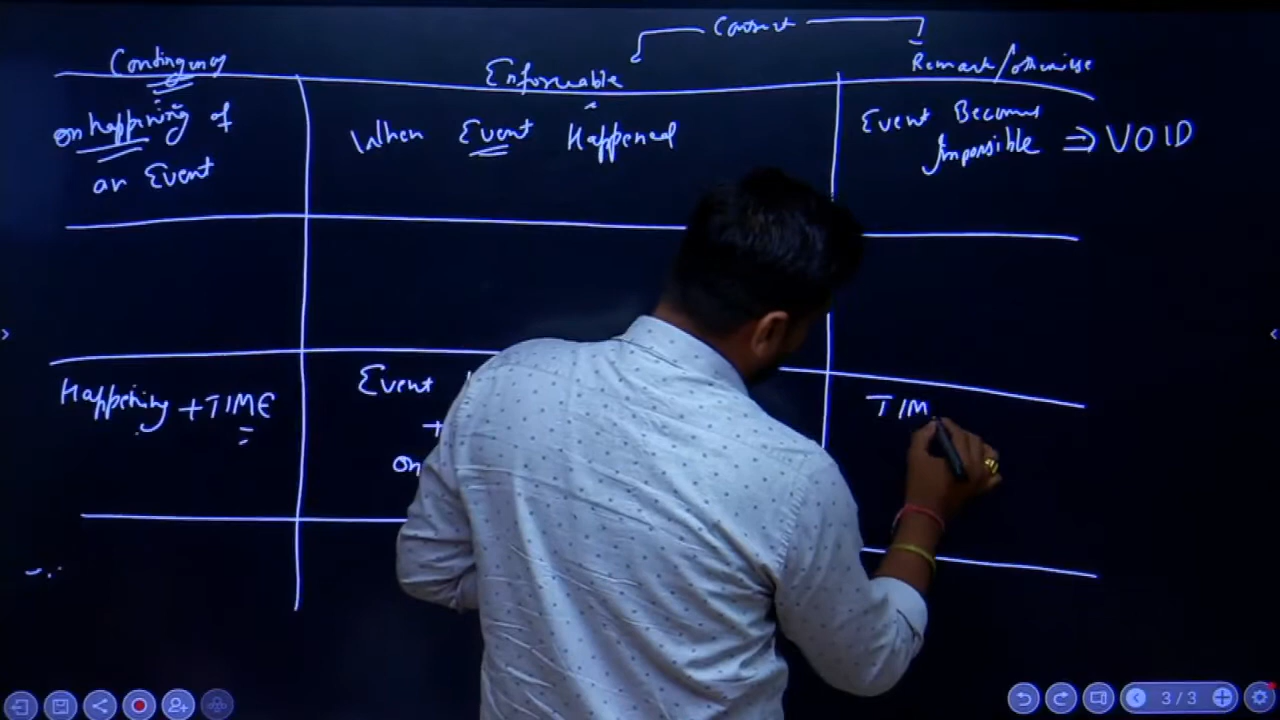 Contract
Contingency
Enforceable
Remark/otherwise
on happening of
an Event
When Event Happened
Event Becomes
Impossible ⇒ VOID
Happening + TIME
Event
+
on
TIM
3/3